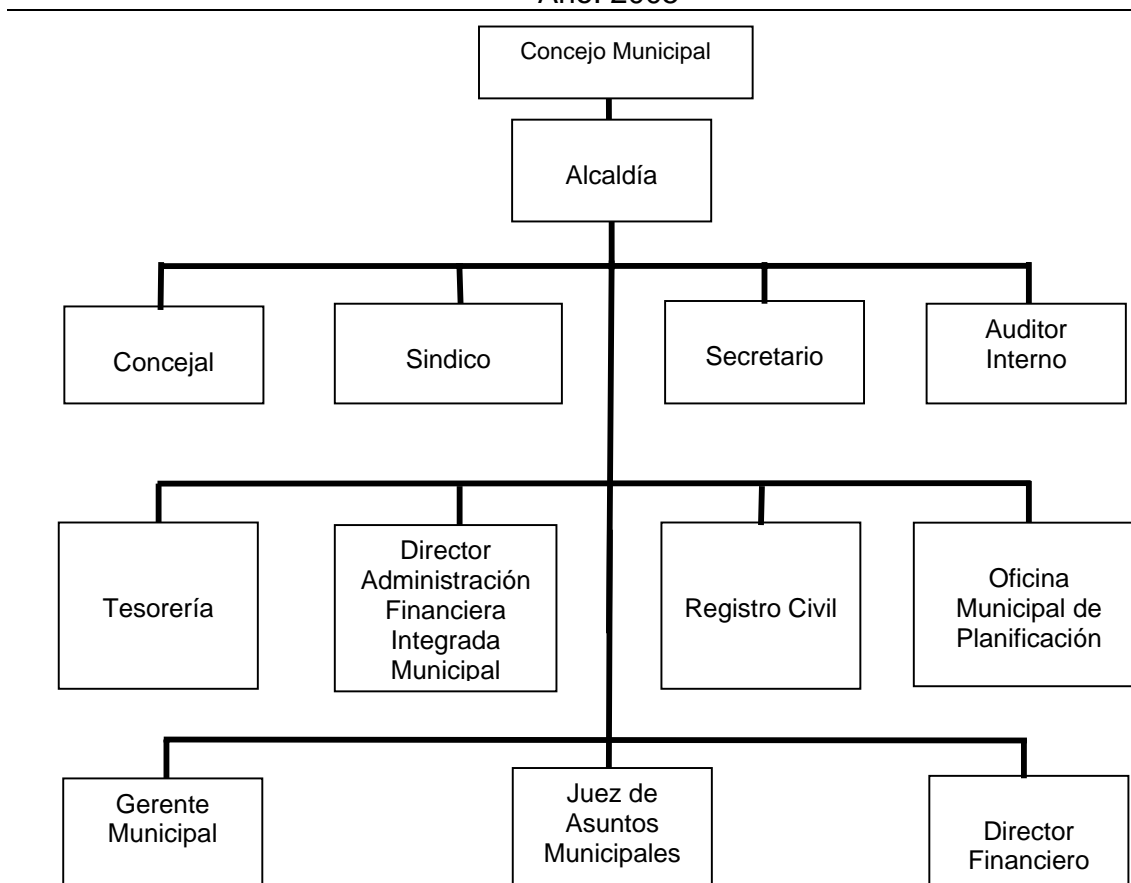 Concejo Municipal
Alcaldía
Concejal
Sindico
Secretario
Auditor
Interno
Tesorería
Director
Administración
Financiera
Integrada
Municipal
Registro Civil
Oficina
Municipal de
Planificación
Gerente
Municipal
Juez de
Asuntos
Municipales
Director
Financiero